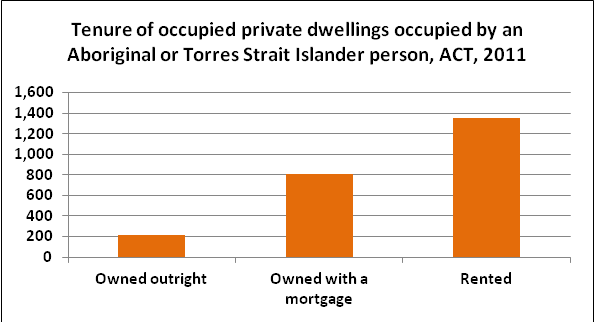 Tenure of occupied private dwellings occupied by an
Aboriginal or Torres Strait Islander person, ACT, 2011
1,600
1,400
1,200
1,000
800
600
400
200
0
Owned outright
Owned with a
mortgage
Rented